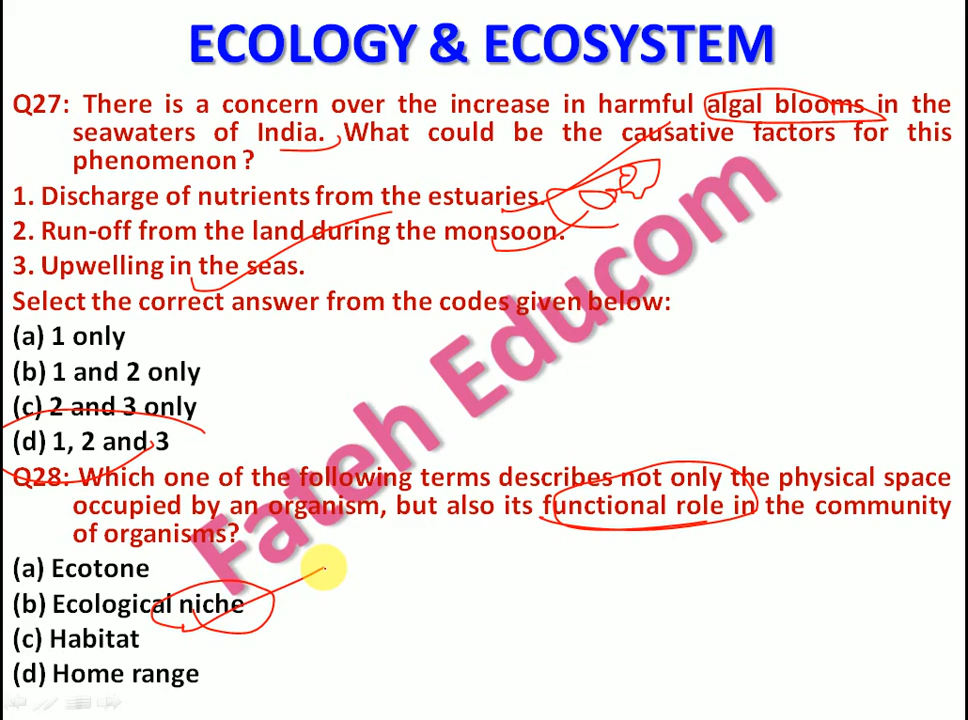 ECOLOGY & ECOSYSTEM
Q27: There is a concern over the increase in harmful algal blooms in the
seawaters of India. What could be the causative factors for this
phenomenon ?
1. Discharge of nutrients from the estuaries.
2. Run-off from the land during the monsoon.
3. Upwelling in the seas.
Select the correct answer from the codes given below:
(a) 1 only
(b) 1 and 2 only
(c) 2 and 3 only
(d) 1, 2 and 3
Q28: Which one of the following terms describes not only the physical space
occupied by an organism, but also its functional role in the community
of organisms?
(a) Ecotone
(b) Ecological niche
(c) Habitat
(d) Home range
Fateh Educom